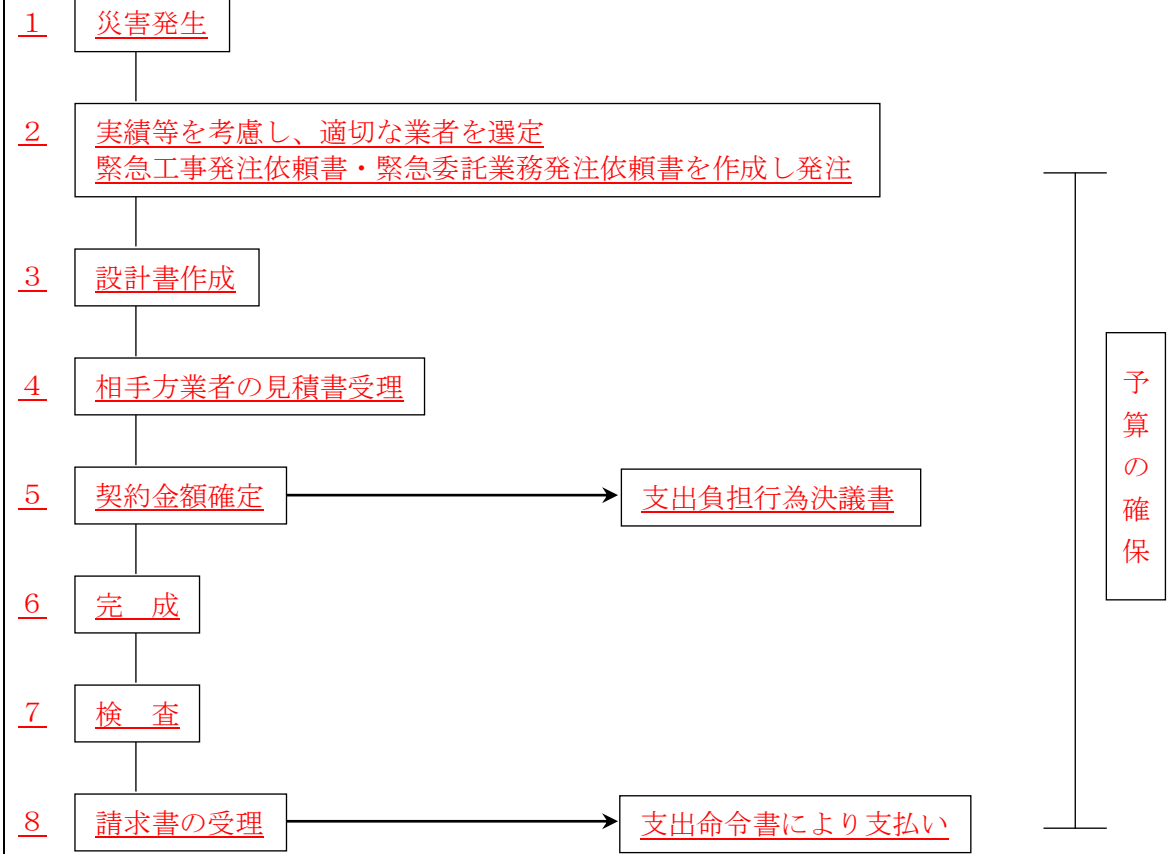 １ 災害発生
２ 実績等を考慮し、適切な業者を選定
緊急工事発注依頼書・緊急委託業務発注依頼書を作成し発注
３ 設計書作成
４ 相手方業者の見積書受理
５ 契約金額確定 支出負担行為決議書
６ 完　成
７ 検　査
８ 請求書の受理 支出命令書により支払い
予算の確保